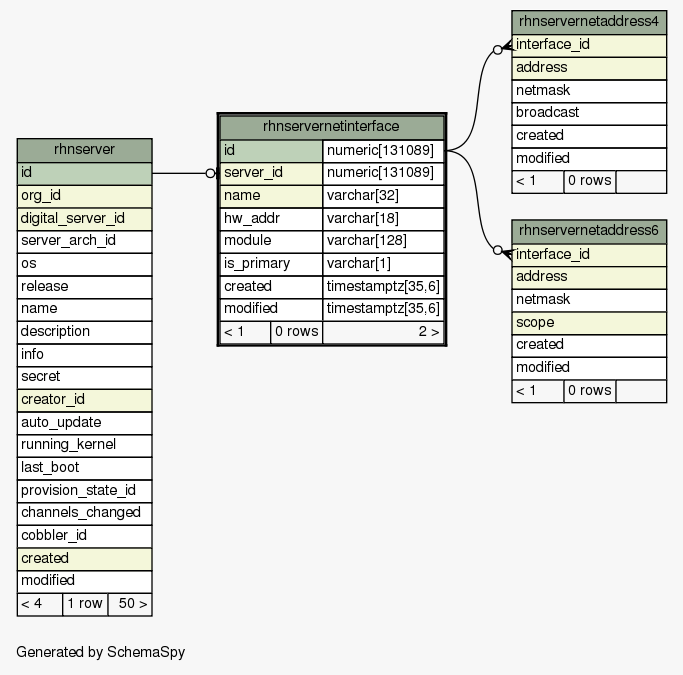 rhnserver
id
org_id
digital_server_id
server_arch_id
os
release
name
description
info
secret
creator_id
auto_update
running_kernel
last_boot
provision_state_id
channels_changed
cobbler_id
created
modified
< 4 1 row 50 >
rhnservernetinterface
id numeric[131089]
server_id numeric[131089]
name varchar[32]
hw_addr varchar[18]
module varchar[128]
is_primary varchar[1]
created timestamptz[35,6]
modified timestamptz[35,6]
< 1 0 rows 2 >
rhnservernetaddress4
interface_id
address
netmask
broadcast
created
modified
< 1 0 rows
rhnservernetaddress6
interface_id
address
netmask
scope
created
modified
< 1 0 rows
Generated by SchemaSpy